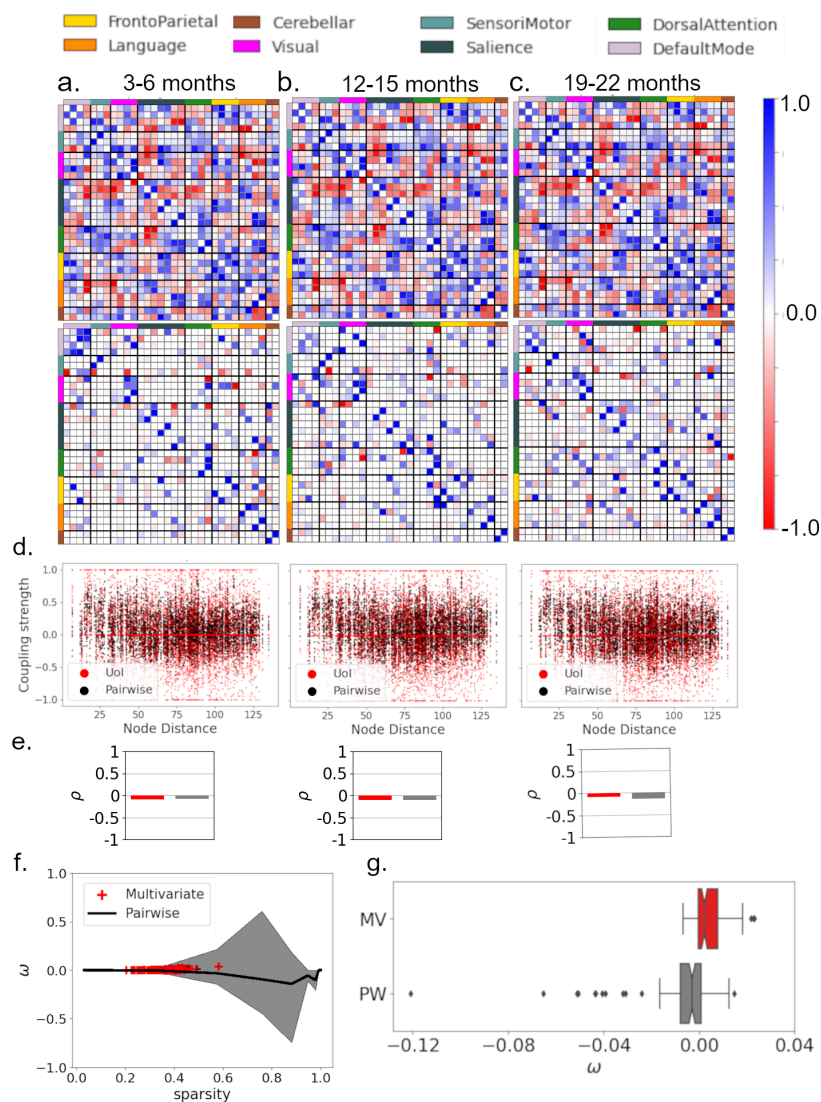 FrontoParietal Cerebellar SensoriMotor DorsalAttention
Language Visual Salience DefaultMode
a. 3-6 months b. 12-15 months c. 19-22 months
1.0
0.0
-1.0
d.
Coupling strength
1.0
0.5
0.0
-0.5
-1.0
UoI
Pairwise
UoI
Pairwise
UoI
Pairwise
25 50 75 100 125 25 50 75 100 125 25 50 75 100 125
Node Distance Node Distance Node Distance
e.
1 1 1
0.5 0.5 0.5
ρ 0 ρ 0 ρ 0
-0.5 -0.5 -0.5
-1 -1 -1
f.
1.0
0.5
0.0
−0.5
−1.0
ω
Multivariate
Pairwise
0.0 0.2 0.4 0.6 0.8 1.0
sparsity
g.
MV
PW
−0.12 −0.08 −0.04 0.00 0.04
ω